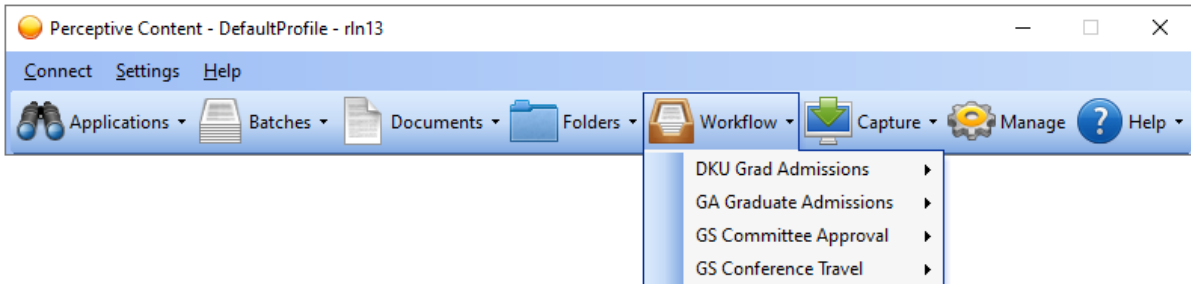 Perceptive Content - DefaultProfile - rln13
Connect Settings Help
Applications Batches Documents Folders Workflow Capture Manage ? Help
DKU Grad Admissions
GA Graduate Admissions
GS Committee Approval
GS Conference Travel